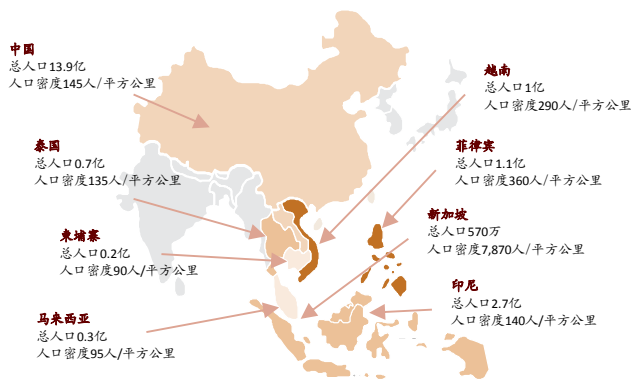 中国
总人口13.9亿
人口密度145人/平方公里
越南
总人口1亿
人口密度290人/平方公里
泰国
总人口0.7亿
人口密度135人/平方公里
菲律宾
总人口1.1亿
人口密度360人/平方公里
新加坡
总人口570万
人口密度7,870人/平方公里
柬埔寨
总人口0.2亿
人口密度90人/平方公里
印尼
总人口2.7亿
人口密度140人/平方公里
马来西亚
总人口0.3亿
人口密度95人/平方公里